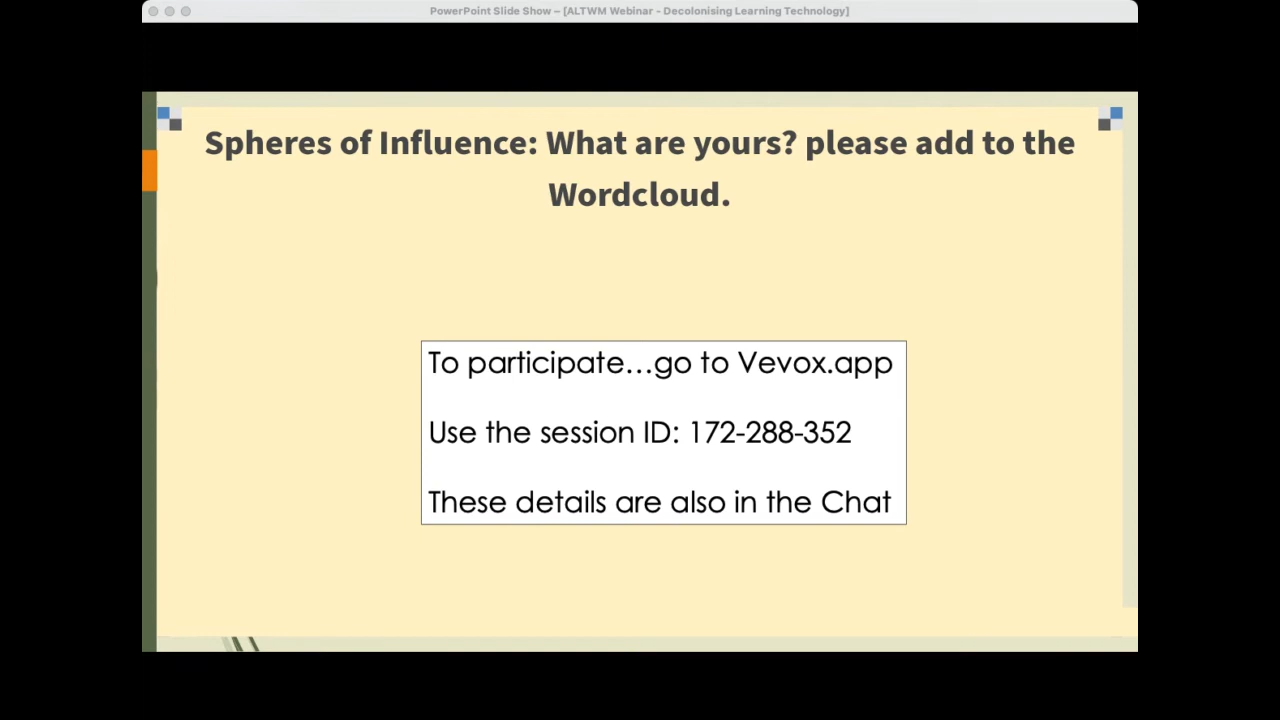 PowerPoint Slide Show – [ALTWM Webinar - Decolonising Learning Technology]
Spheres of Influence: What are yours? please add to the
Wordcloud.
To participate...go to Vevox.app
Use the session ID: 172-288-352
These details are also in the Chat